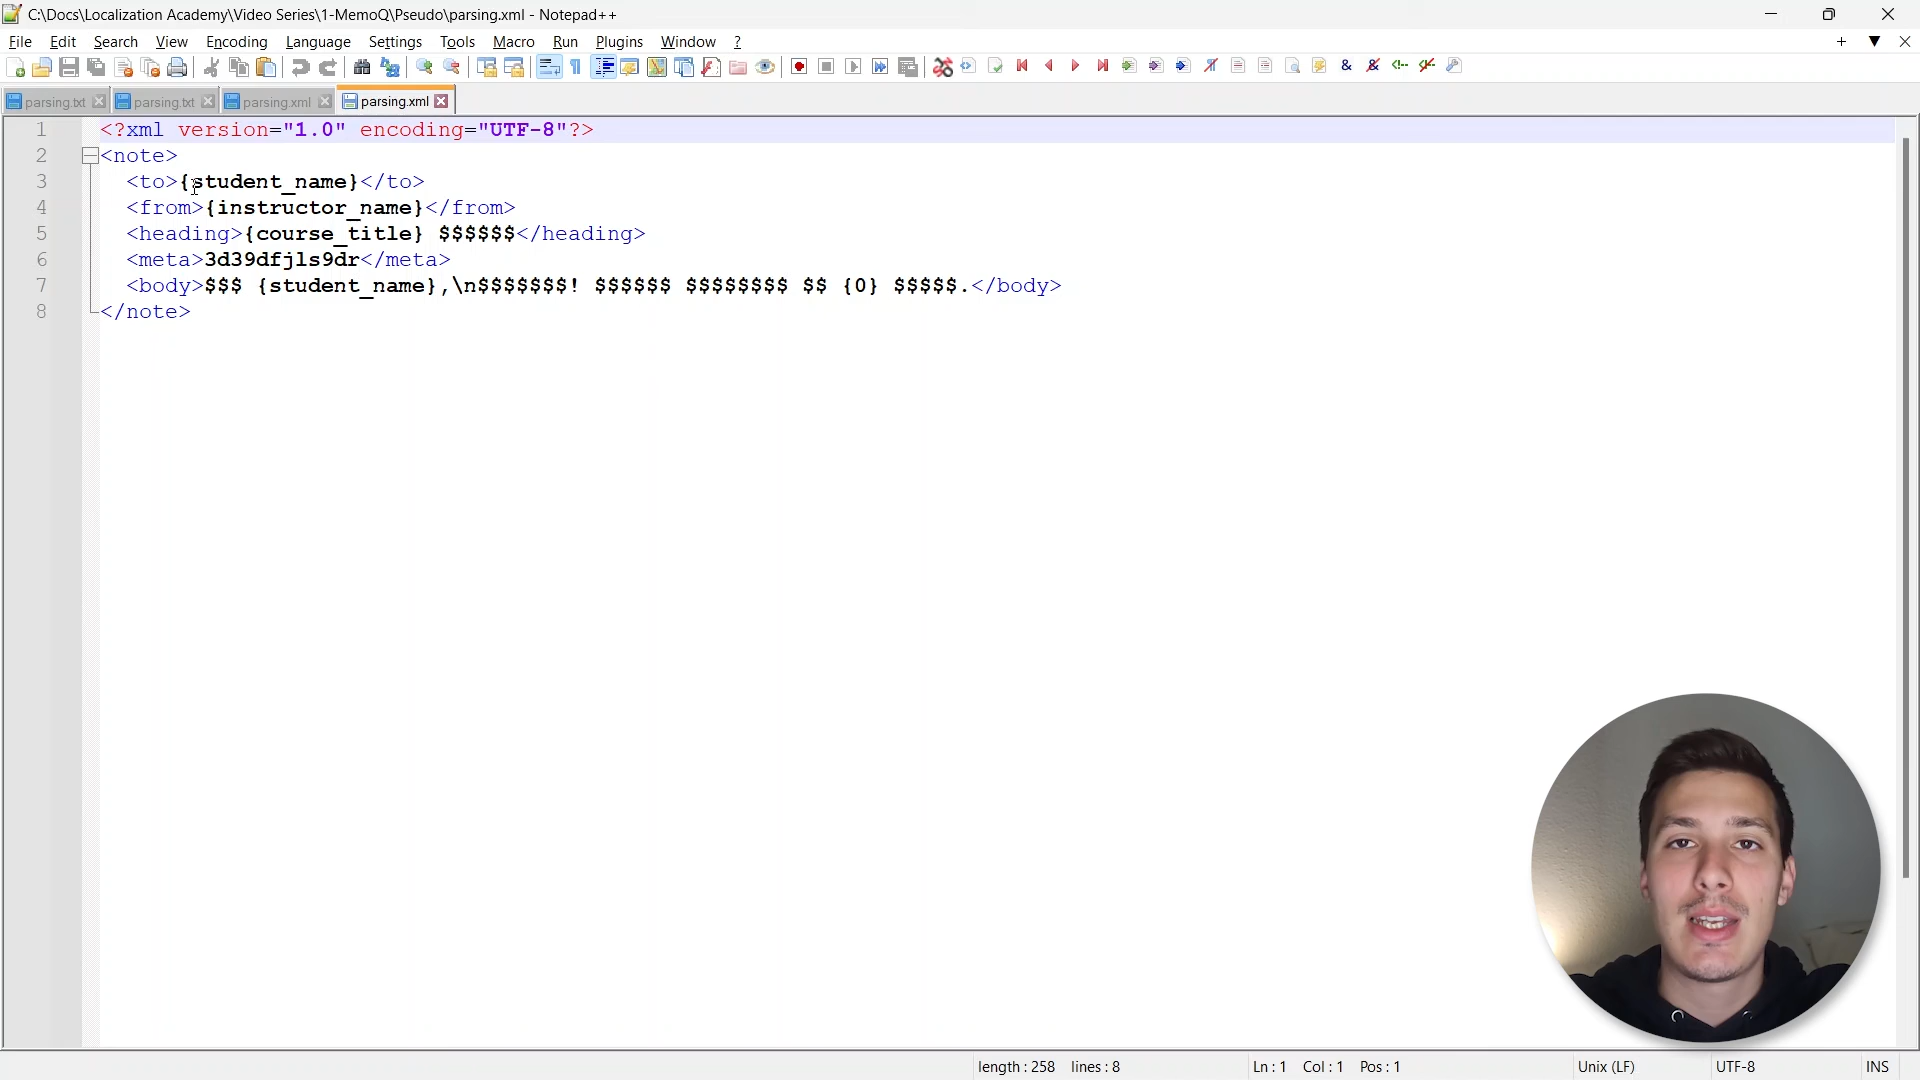 C:\Docs\Localization Academy\Video Series\1-MemoQ\Pseudo\parsing.xml - Notepad++
File Edit Search View Encoding Language Settings Tools Macro Run Plugins Window ?
parsing.txt parsing.txt parsing.xml parsing.xml
1 <?xml version="1.0" encoding="UTF-8"?>
2 <note>
3 <to>{student_name}</to>
4 <from>{instructor_name}</from>
5 <heading>{course_title} $$$$$$</heading>
6 <meta>3d39dfjls9dr</meta>
7 <body>$$$ {student_name},\n$$$$$$$! $$$$$$ $$$$$$$$ $$ {0} $$$$$.</body>
8 </note>
length : 258 lines : 8 Ln : 1 Col : 1 Pos : 1 Unix (LF) UTF-8 INS